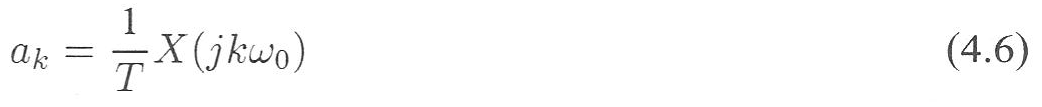 a_k = \frac{1}{T} X(jk\omega_0) (4.6)